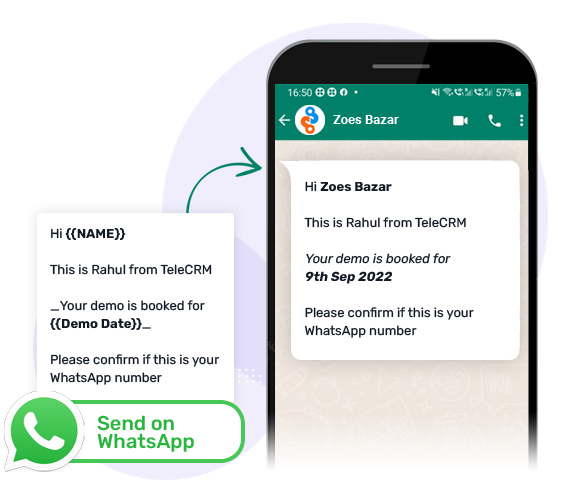 Hi {{NAME}}
This is Rahul from TeleCRM
_Your demo is booked for
{{Demo Date}}_
Please confirm if this is your
WhatsApp number
Send on
WhatsApp
16:50 57%
Zoes Bazar
Hi Zoes Bazar
This is Rahul from TeleCRM
Your demo is booked for
9th Sep 2022
Please confirm if this is your
WhatsApp number